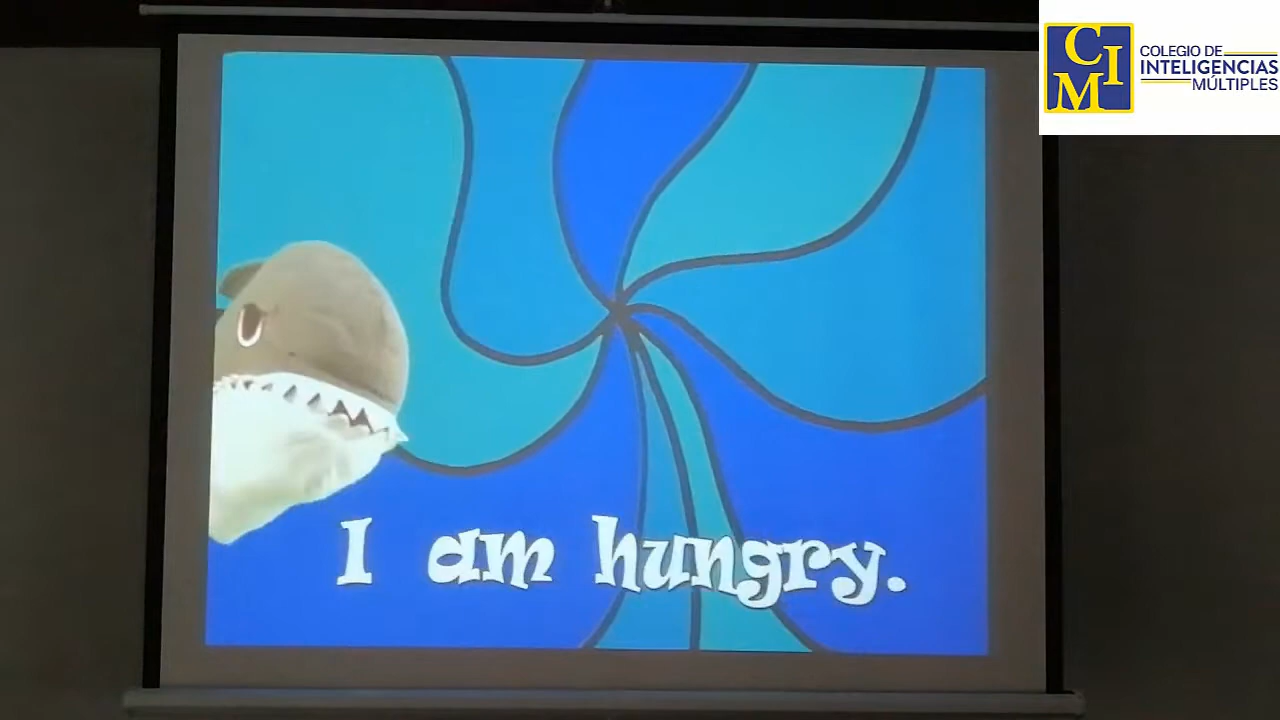 CIM
COLEGIO DE
INTELIGENCIAS
MÚLTIPLES
I am hungry.